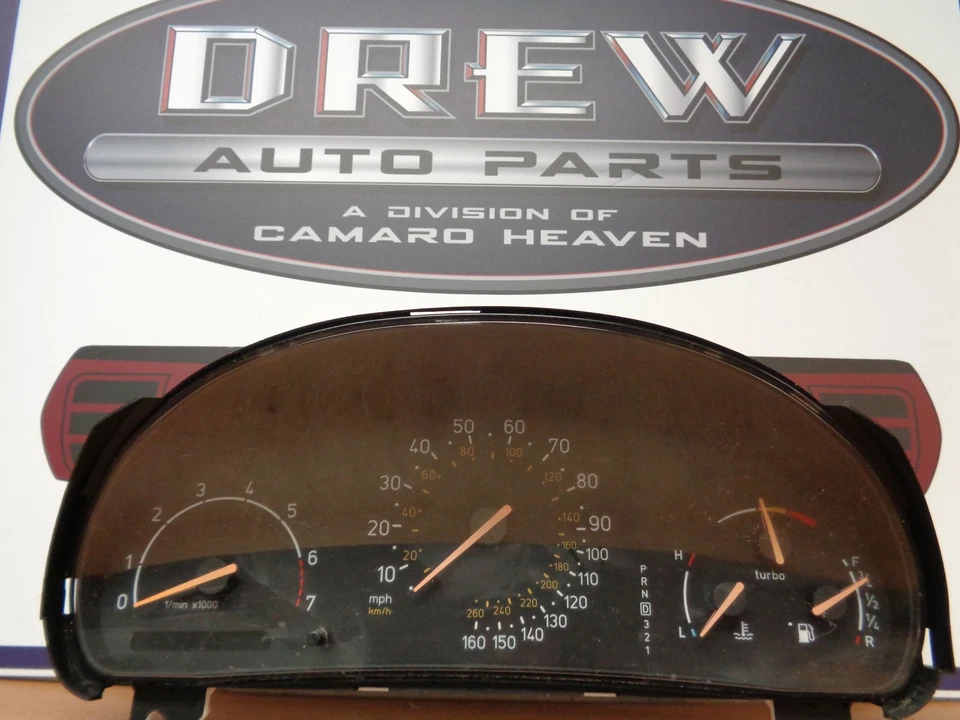 DREW
AUTO PARTS
A DIVISION OF
CAMARO HEAVEN
0 1 2 3 4 5 6 7
1/min x1000
10 20 30 40 50 60 70 80 90 100 110 120 130 140 150 160
20 40 60 80 100 120 140 160 180 200 220 240 260
mph
km/h
P
R
N
D
3
2
1
turbo
H
L
F
1/2
1/4
R